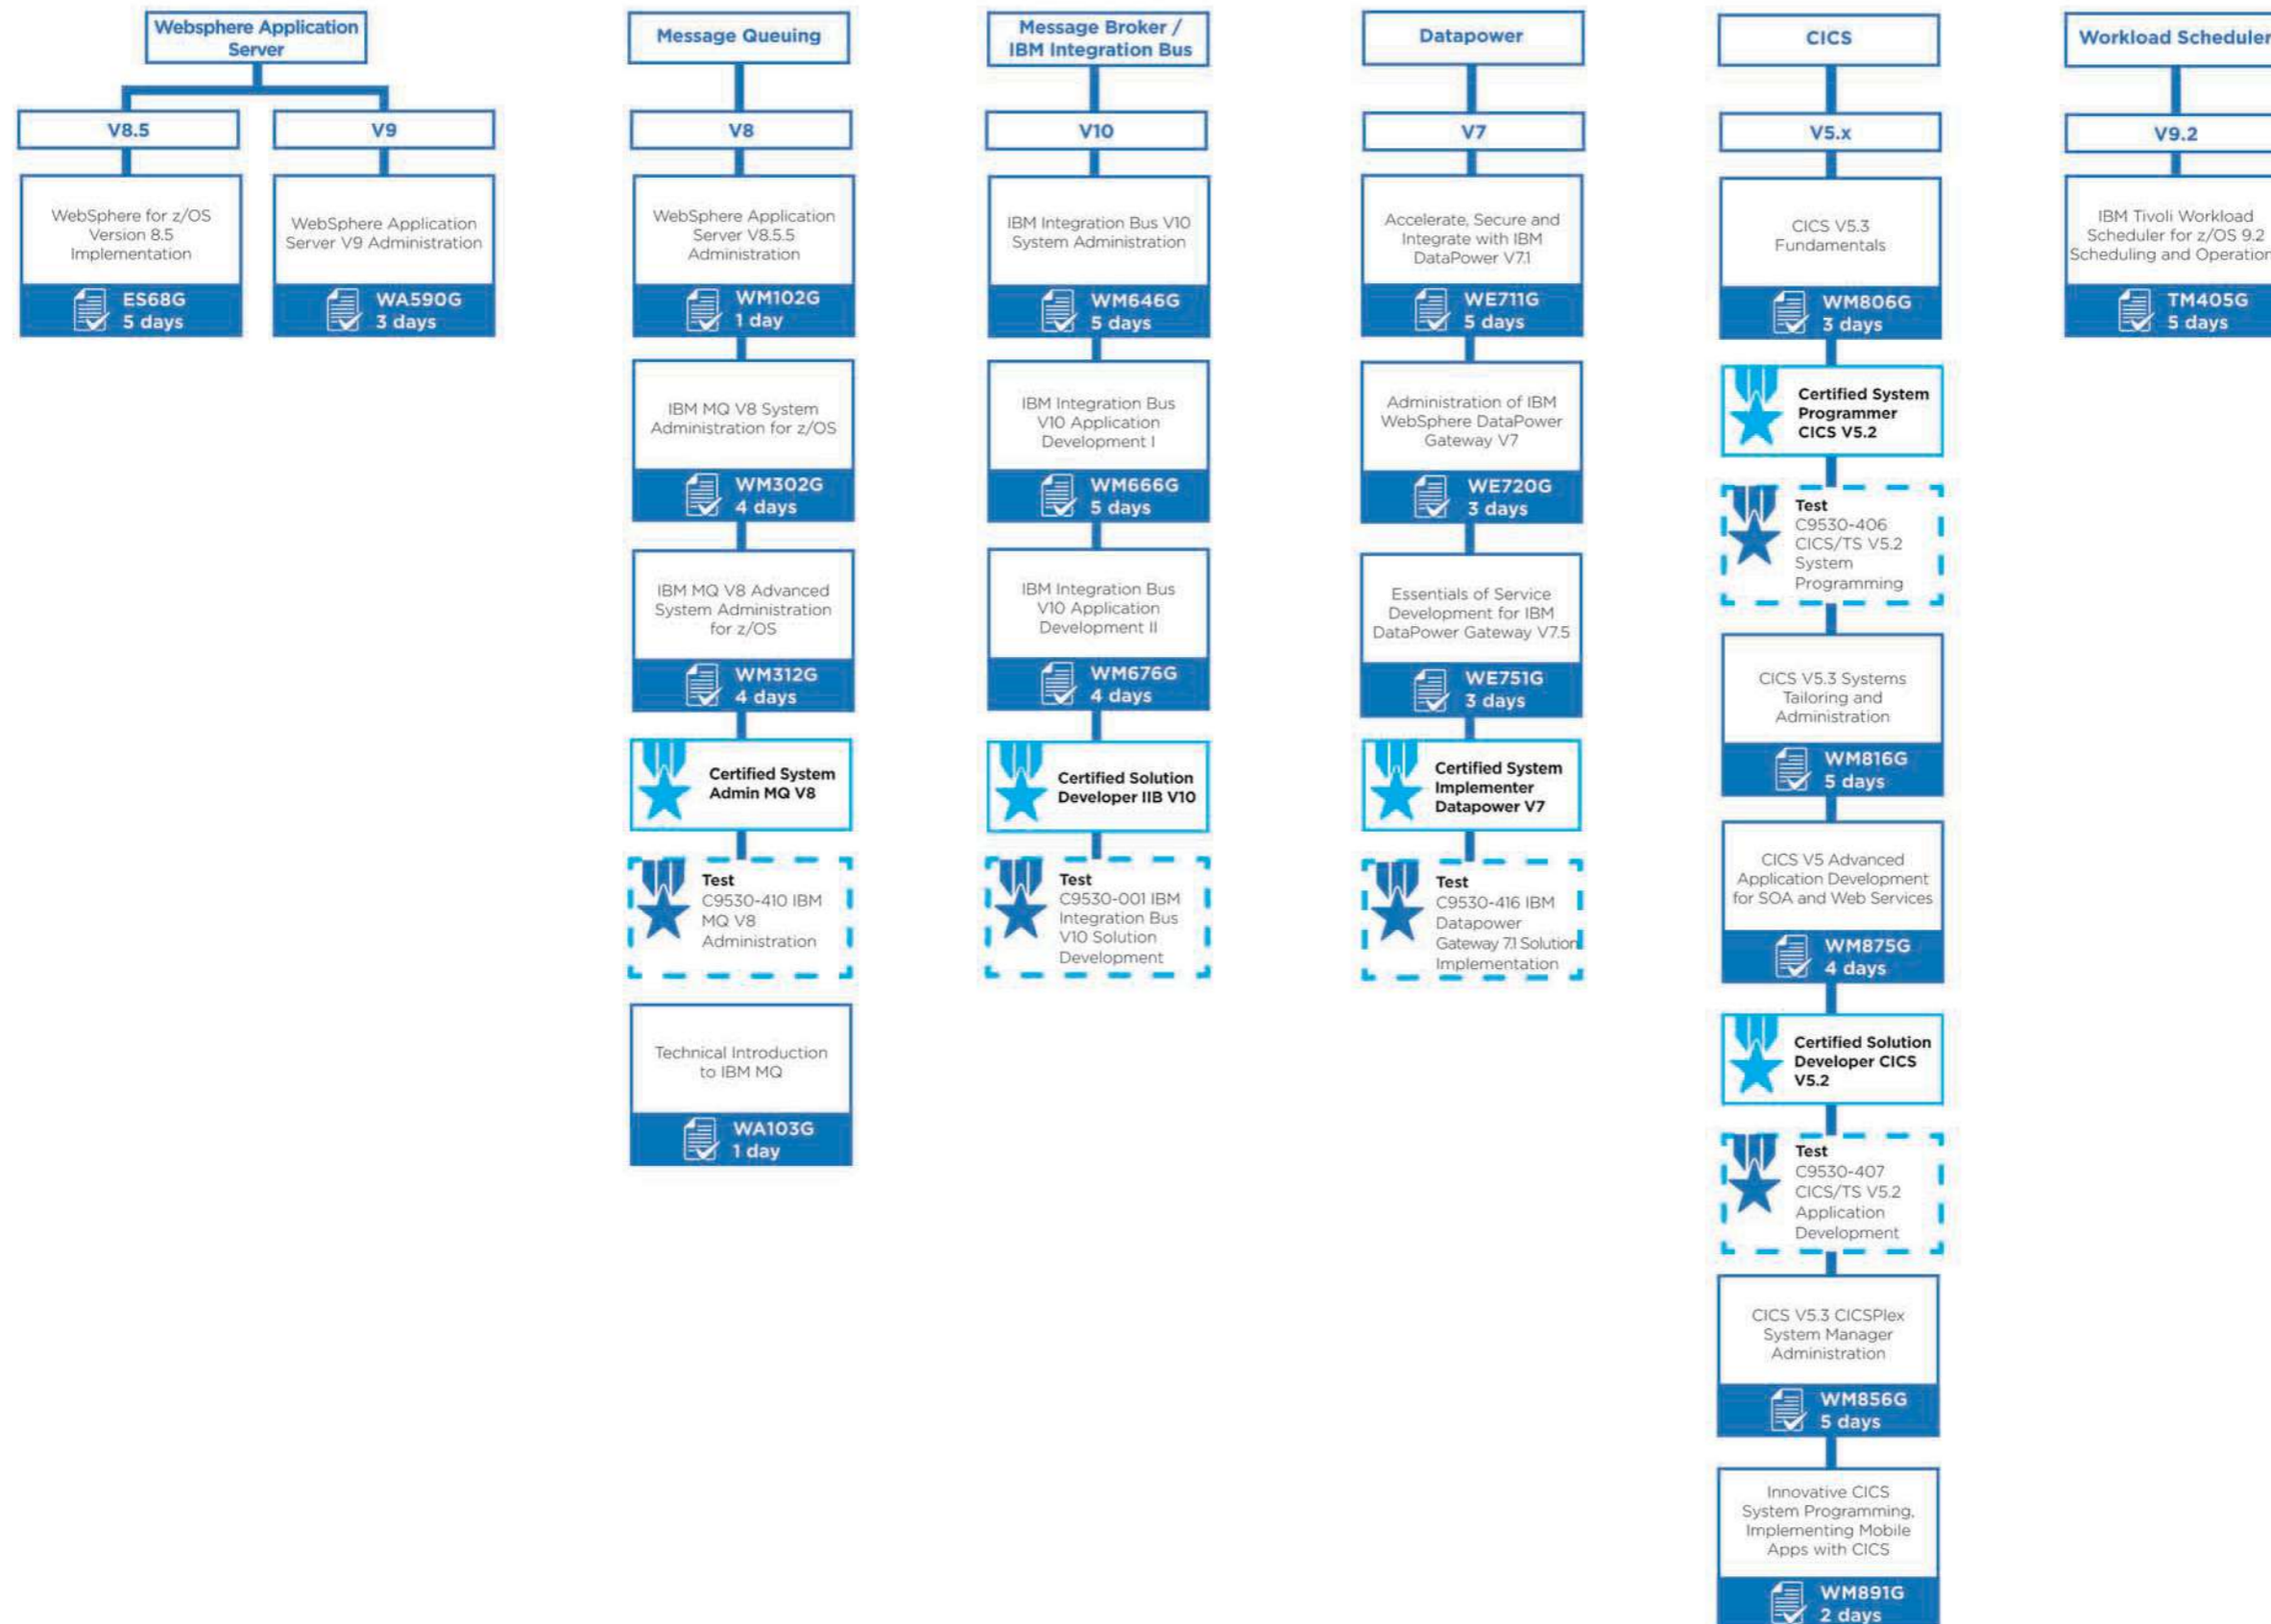 Websphere Application
Server
V8.5
WebSphere for z/OS
Version 8.5
Implementation
ES68G
5 days
V9
WebSphere Application
Server V9 Administration
WA590G
3 days
Message Queuing
V8
WebSphere Application
Server V8.5.5
Administration
WM102G
1 day
IBM MQ V8 System
Administration for z/OS
WM302G
4 days
IBM MQ V8 Advanced
System Administration
for z/OS
WM312G
4 days
Certified System
Admin MQ V8
Test
C9530-410 IBM
MQ V8
Administration
Technical Introduction
to IBM MQ
WA103G
1 day
Message Broker /
IBM Integration Bus
V10
IBM Integration Bus V10
System Administration
WM646G
5 days
IBM Integration Bus
V10 Application
Development I
WM666G
5 days
IBM Integration Bus
V10 Application
Development II
WM676G
4 days
Certified Solution
Developer IIB V10
Test
C9530-001 IBM
Integration Bus
V10 Solution
Development
Datapower
V7
Accelerate, Secure and
Integrate with IBM
DataPower V7.1
WE711G
5 days
Administration of IBM
WebSphere DataPower
Gateway V7
WE720G
3 days
Essentials of Service
Development for IBM
DataPower Gateway V7.5
WE751G
3 days
Certified System
Implementer
Datapower V7
Test
C9530-416 IBM
Datapower
Gateway 7.1 Solution
Implementation
CICS
V5.x
CICS V5.3
Fundamentals
WM806G
3 days
Certified System
Programmer
CICS V5.2
Test
C9530-406
CICS/TS V5.2
System
Programming
CICS V5.3 Systems
Tailoring and
Administration
WM816G
5 days
CICS V5 Advanced
Application Development
for SOA and Web Services
WM875G
4 days
Certified Solution
Developer CICS
V5.2
Test
C9530-407
CICS/TS V5.2
Application
Development
CICS V5.3 CICSPlex
System Manager
Administration
WM856G
5 days
Innovative CICS
System Programming,
Implementing Mobile
Apps with CICS
WM891G
2 days
Workload Scheduler
V9.2
IBM Tivoli Workload
Scheduler for z/OS 9.2
Scheduling and Operation
TM405G
5 days